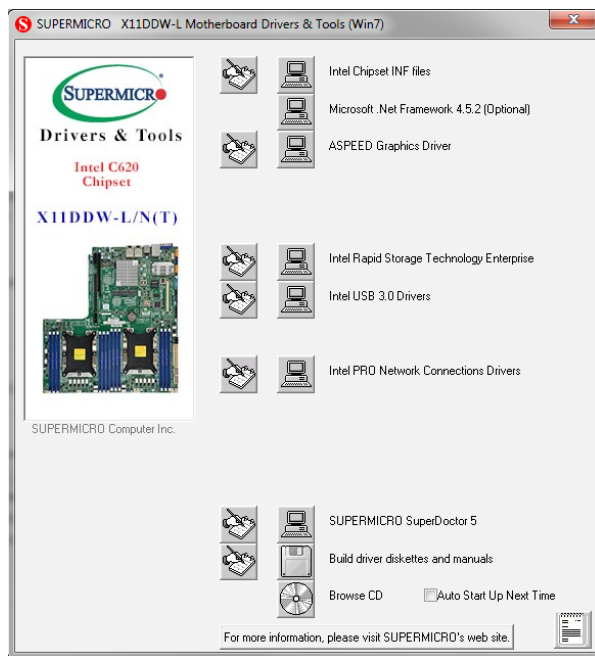 SUPERMICRO X11DDW-L Motherboard Drivers & Tools (Win7)
SUPERMICRO
Drivers & Tools
Intel C620
Chipset
X11DDW-L/N(T)
SUPERMICRO Computer Inc.
Intel Chipset INF files
Microsoft .Net Framework 4.5.2 (Optional)
ASPEED Graphics Driver
Intel Rapid Storage Technology Enterprise
Intel USB 3.0 Drivers
Intel PRO Network Connections Drivers
SUPERMICRO SuperDoctor 5
Build driver diskettes and manuals
Browse CD
Auto Start Up Next Time
For more information, please visit SUPERMICRO's web site.